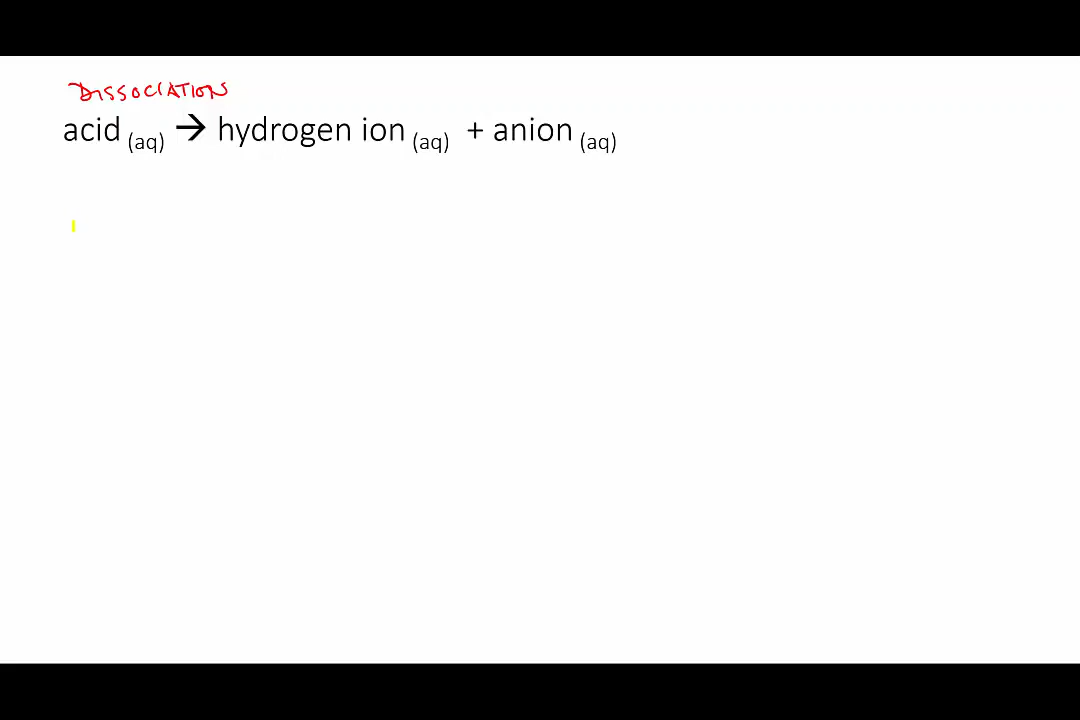 DISSOCIATION
acid (aq) → hydrogen ion (aq) + anion (aq)